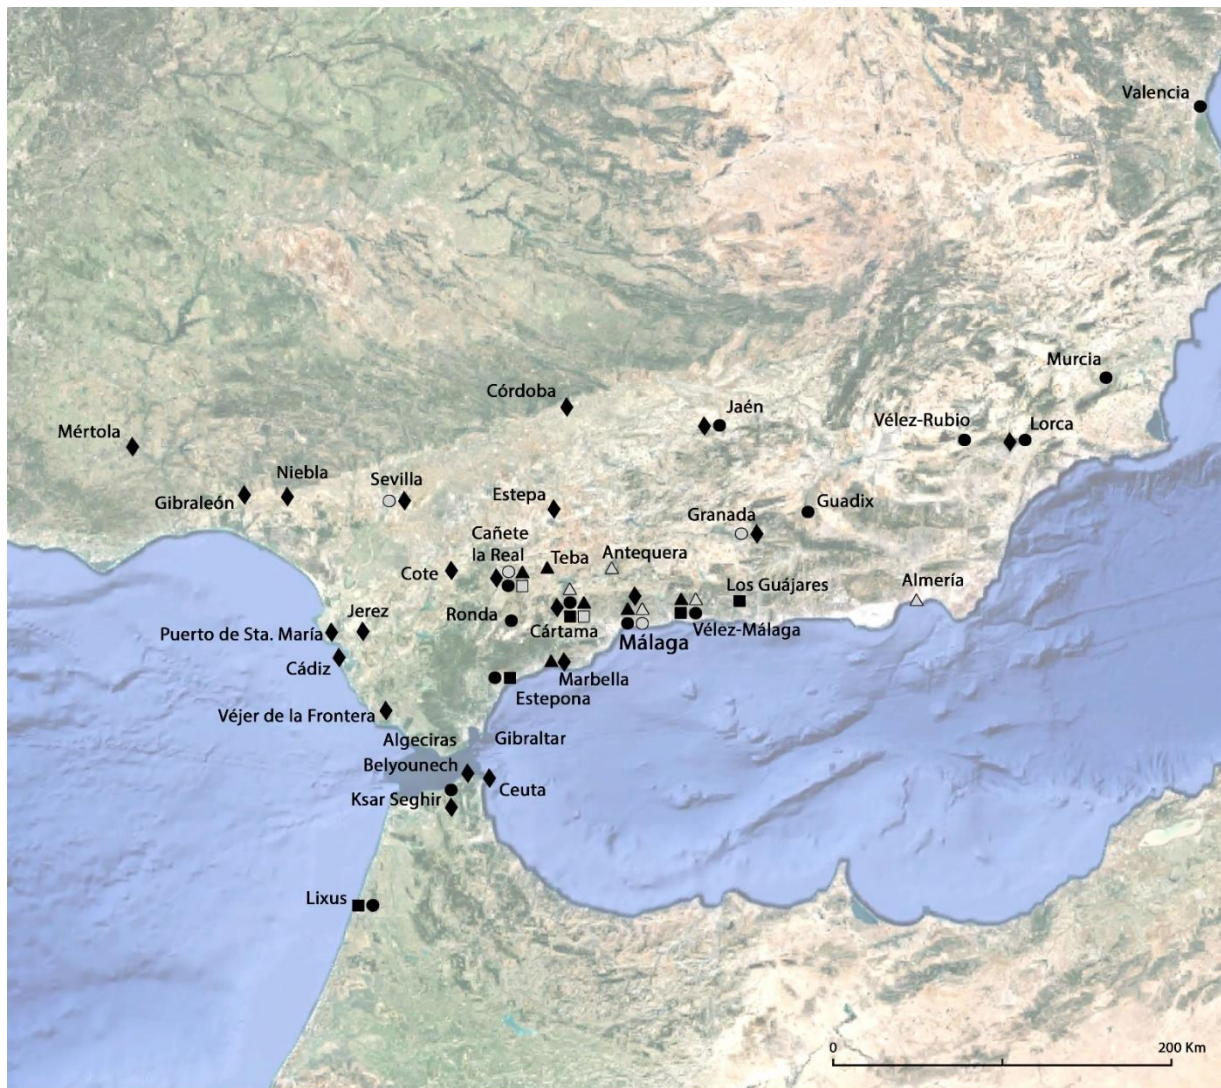 Valencia
Murcia
Córdoba
Jaén
Vélez-Rubio
Lorca
Mértola
Niebla
Sevilla
Gibraleón
Estepa
Granada
Guadix
Cañete
la Real
Teba
Antequera
Cote
Los Guájares
Almería
Jerez
Ronda
Puerto de Sta. María
Cártama
Málaga
Vélez-Málaga
Cádiz
Marbella
Estepona
Véjer de la Frontera
Algeciras
Gibraltar
Belyounech
Ceuta
Ksar Seghir
Lixus
0
200 Km